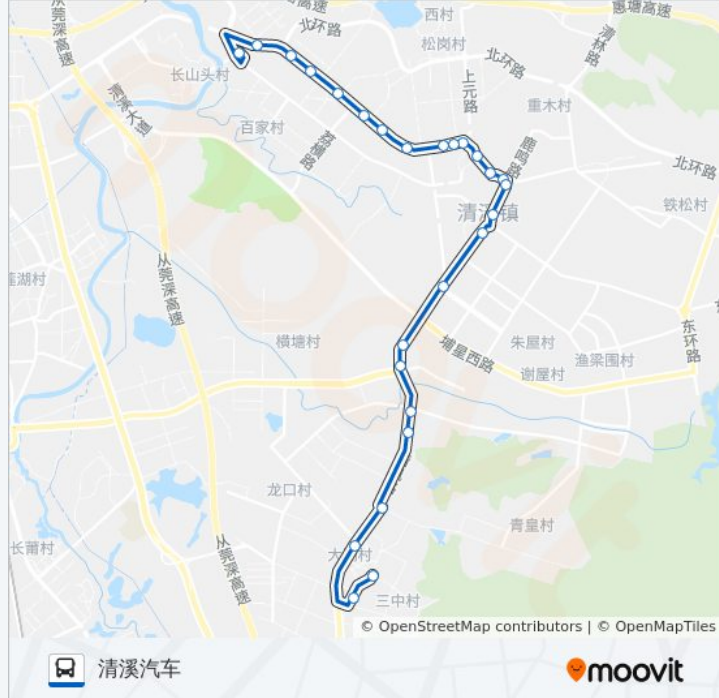 惠塘高速
北环路
西村
清林路
松岗村
长山头村
北环路
上元路
重木村
清溪大道
百家村
荔横路
鹿鸣路
北环路
清溪镇
铁松村
从莞深高速
横塘村
埔星西路
朱屋村
东环路
渔梁围村
谢屋村
龙口村
青皇村
长莆村
从莞深高速
三中村
© OpenStreetMap contributors | © OpenMapTiles
清溪汽车
moovit